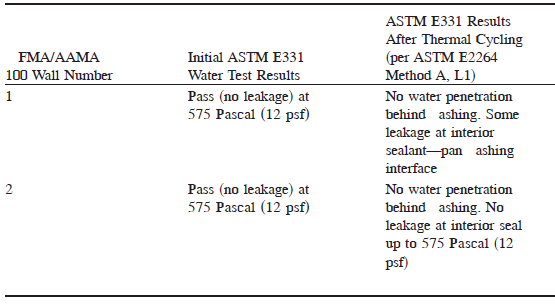 FMA/AAMA 100 Wall Number
Initial ASTM E331 Water Test Results
ASTM E331 Results After Thermal Cycling (per ASTM E2264 Method A, L1)
1
Pass (no leakage) at
575 Pascal (12 psf)
No water penetration
behind ashing. Some
leakage at interior
sealant—pan ashing
interface
2
Pass (no leakage) at
575 Pascal (12 psf)
No water penetration
behind ashing. No
leakage at interior seal
up to 575 Pascal (12
psf)